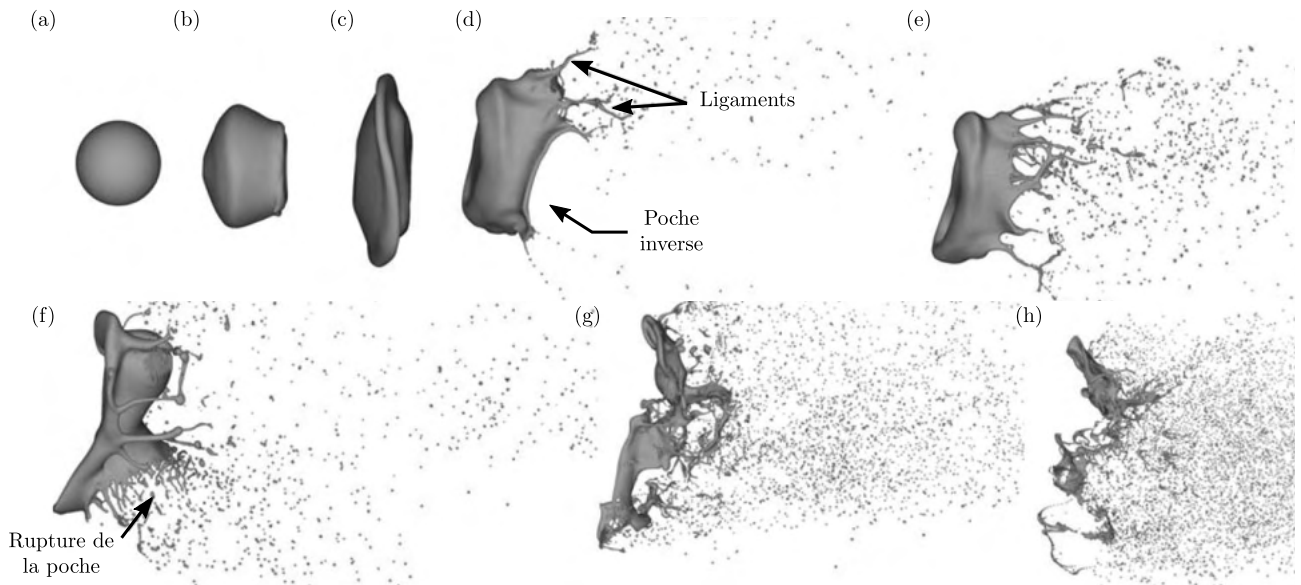 (a)
(b)
(c)
(d)
(e)
Ligaments
Poche
inverse
(f)
(g)
(h)
Rupture de
la poche